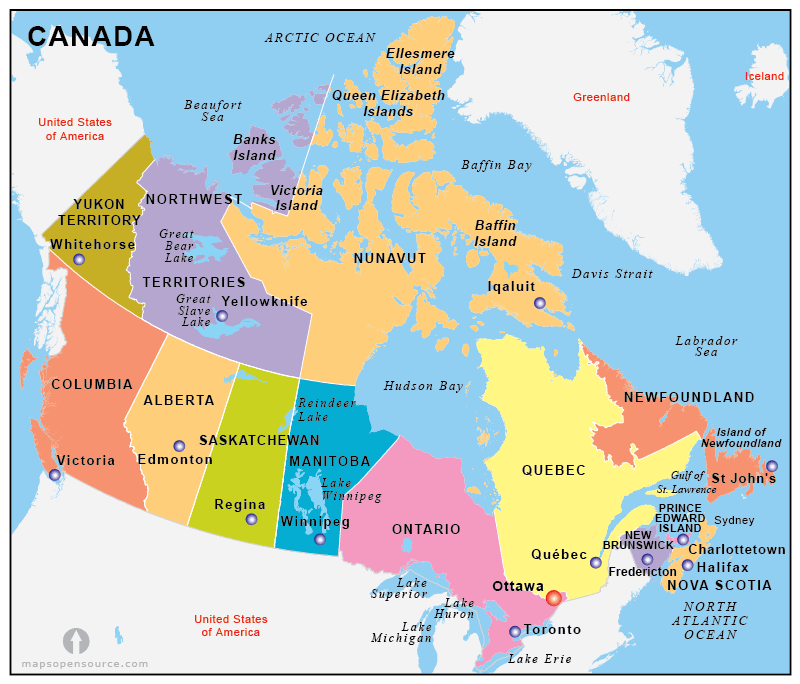 CANADA
ARCTIC OCEAN
Ellesmere
Island
Iceland
Queen Elizabeth
Islands
Greenland
Beaufort
Sea
United States
of America
Banks
Island
Baffin Bay
Victoria
Island
NORTHWEST
YUKON
TERRITORY
Whitehorse
Great
Bear
Lake
Baffin
Island
NUNAVUT
Davis Strait
TERRITORIES
Iqaluit
Great
Slave
Lake
Yellowknife
Labrador
Sea
COLUMBIA
ALBERTA
Hudson Bay
Reindeer
Lake
NEWFOUNDLAND
SASKATCHEWAN
Island of
Newfoundland
Victoria
Edmonton
MANITOBA
QUEBEC
Gulf of
St. Lawrence
St John's
Lake
Winnipeg
Regina
Winnipeg
ONTARIO
PRINCE
EDWARD
ISLAND
Sydney
NEW
BRUNSWICK
Charlottetown
Québec
Fredericton
Halifax
Ottawa
NOVA SCOTIA
Lake
Superior
Lake
Huron
NORTH
ATLANTIC
OCEAN
United States
of America
Lake
Michigan
Toronto
Lake Erie
mapsopensource.com